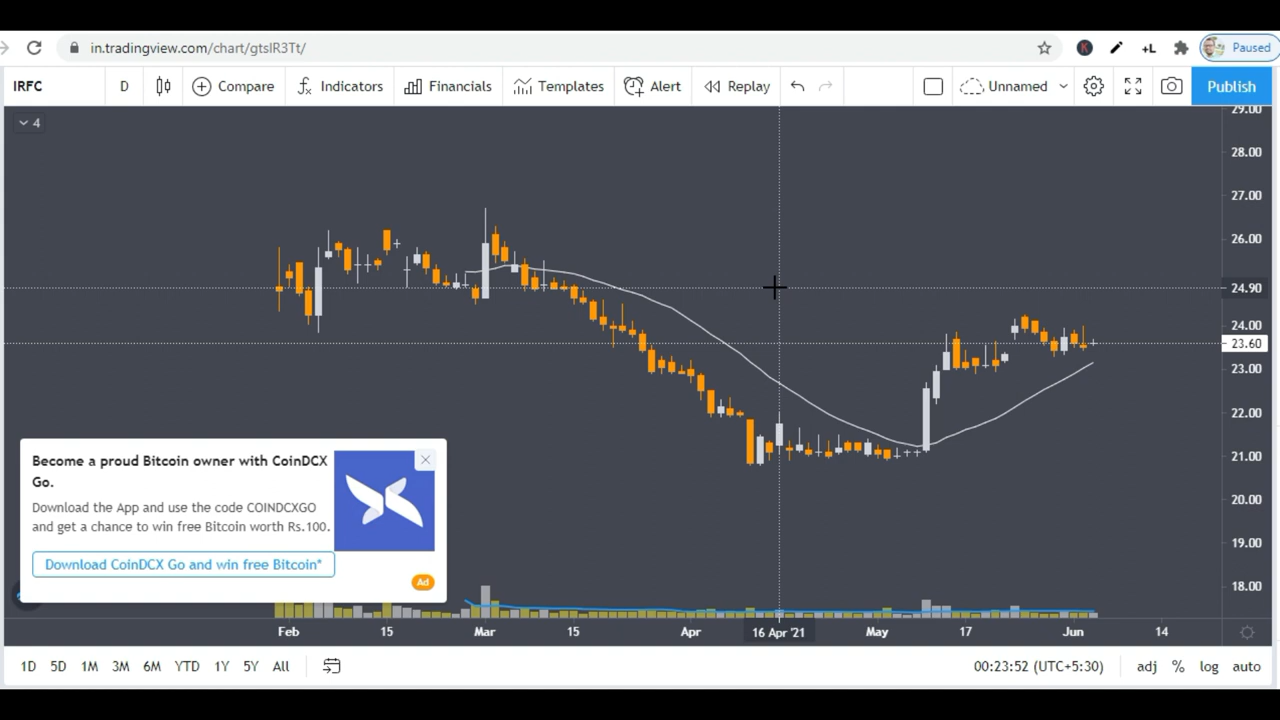 in.tradingview.com/chart/gtslR3Tt/
K
+L
Paused
IRFC D Compare Indicators Financials Templates Alert Replay Unnamed Publish
4
29.00
28.00
27.00
26.00
24.90
24.00
23.60
23.00
22.00
21.00
20.00
19.00
18.00
Become a proud Bitcoin owner with CoinDCX
Go.
Download the App and use the code COINDCXGO
and get a chance to win free Bitcoin worth Rs.100.
Download CoinDCX Go and win free Bitcoin*
Ad
Feb 15 Mar 15 Apr 16 Apr '21 May 17 Jun 14
1D 5D 1M 3M 6M YTD 1Y 5Y All 00:23:52 (UTC+5:30) adj % log auto